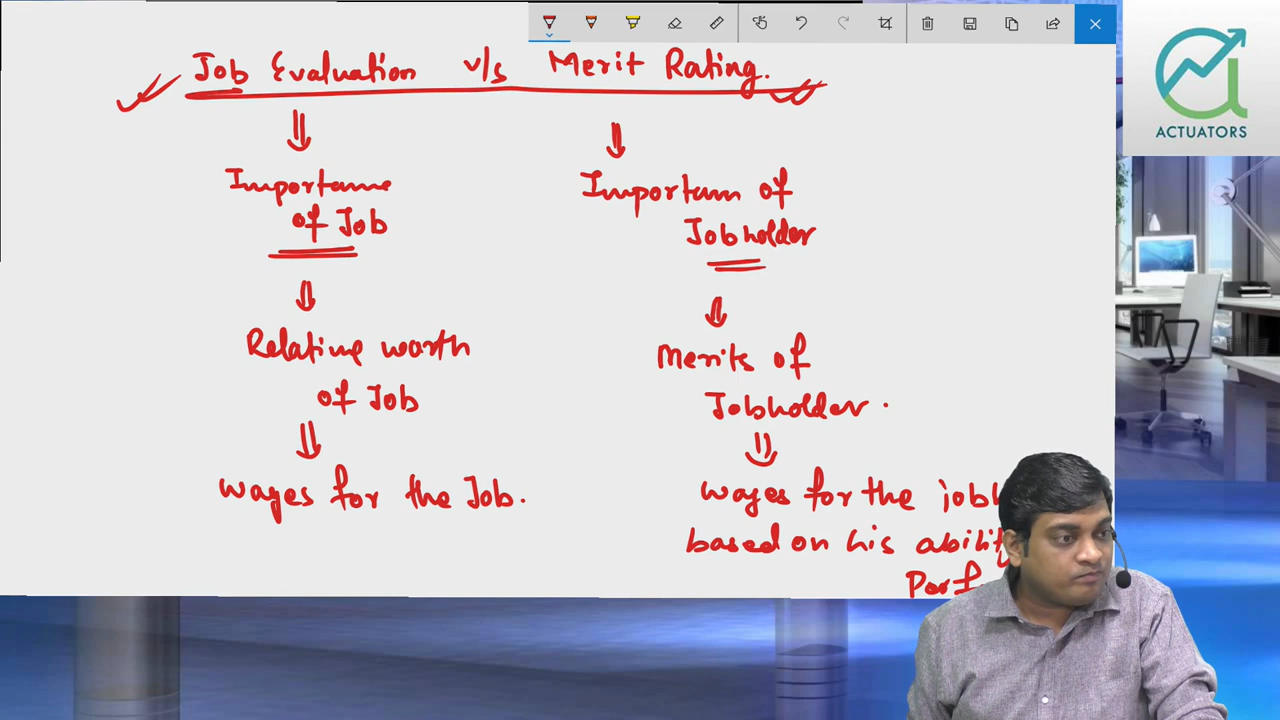 Job Evaluation v/s Merit Rating.
Importance
of Job
Relative worth
of Job
wages for the Job.
Importance of
Jobholder
Merits of
Jobholder.
wages for the
based on his
ACTUATORS